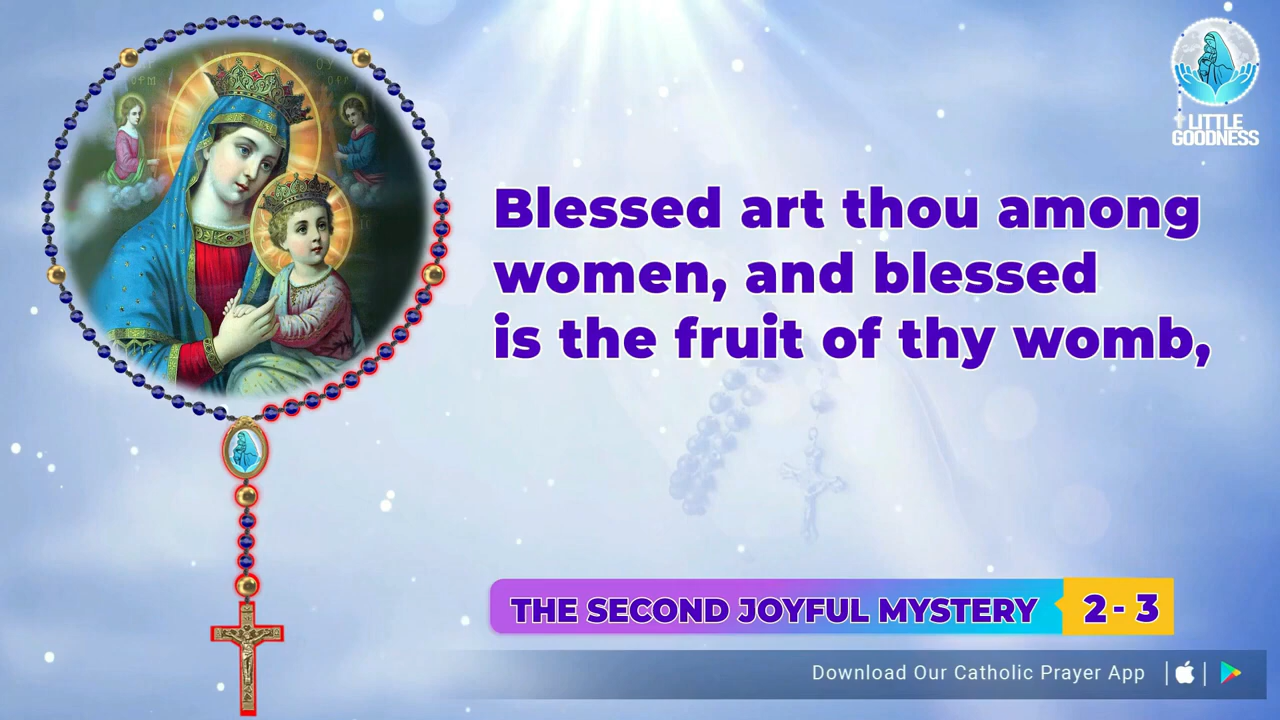 LITTLE
GOODNESS
Blessed art thou among
women, and blessed
is the fruit of thy womb,
THE SECOND JOYFUL MYSTERY 2 - 3
Download Our Catholic Prayer App